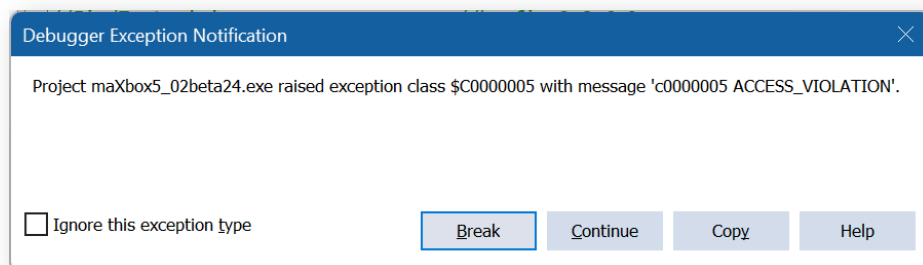 Debugger Exception Notification
Project maXbox5_02beta24.exe raised exception class $C0000005 with message 'c0000005 ACCESS_VIOLATION'.
Ignore this exception type
Break
Continue
Copy
Help